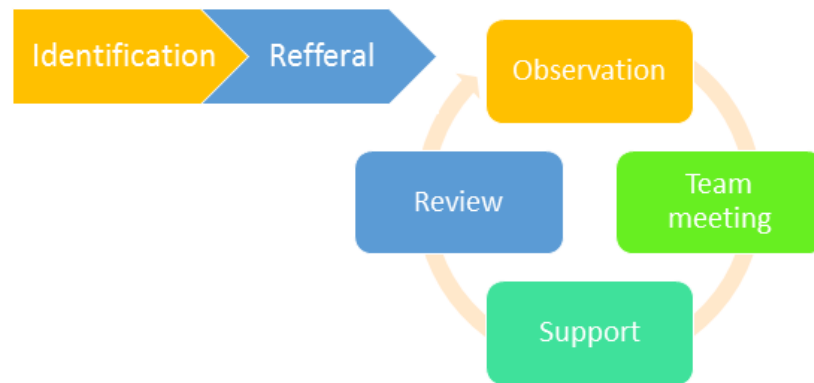 Identification
Refferal
Observation
Team
meeting
Support
Review